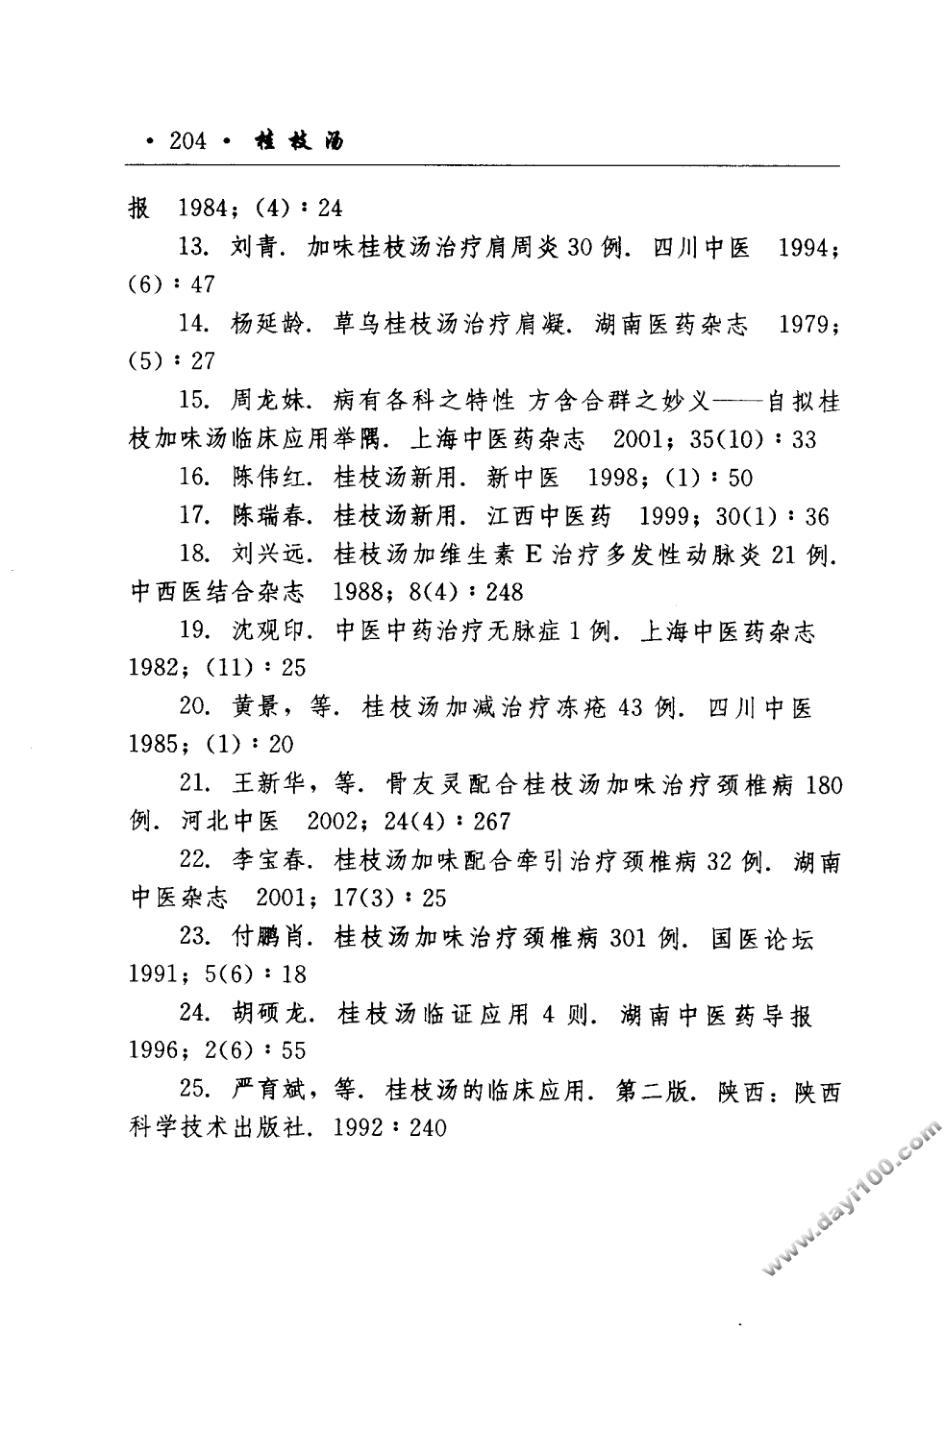 · 204 · 桂枝汤
报 1984；(4)：24
13. 刘青. 加味桂枝汤治疗肩周炎 30 例. 四川中医 1994；
(6)：47
14. 杨延龄. 草乌桂枝汤治疗肩凝. 湖南医药杂志 1979；
(5)：27
15. 周龙妹. 病有各科之特性 方含合群之妙义——自拟桂
枝加味汤临床应用举隅. 上海中医药杂志 2001；35(10)：33
16. 陈伟红. 桂枝汤新用. 新中医 1998；(1)：50
17. 陈瑞春. 桂枝汤新用. 江西中医药 1999；30(1)：36
18. 刘兴远. 桂枝汤加维生素 E 治疗多发性动脉炎 21 例.
中西医结合杂志 1988；8(4)：248
19. 沈观印. 中医中药治疗无脉症 1 例. 上海中医药杂志
1982；(11)：25
20. 黄景，等. 桂枝汤加减治疗冻疮 43 例. 四川中医
1985；(1)：20
21. 王新华，等. 骨友灵配合桂枝汤加味治疗颈椎病 180
例. 河北中医 2002；24(4)：267
22. 李宝春. 桂枝汤加味配合牵引治疗颈椎病 32 例. 湖南
中医杂志 2001；17(3)：25
23. 付鹏肖. 桂枝汤加味治疗颈椎病 301 例. 国医论坛
1991；5(6)：18
24. 胡硕龙. 桂枝汤临证应用 4 则. 湖南中医药导报
1996；2(6)：55
25. 严育斌，等. 桂枝汤的临床应用. 第二版. 陕西：陕西
科学技术出版社. 1992：240
www.dayi100.com